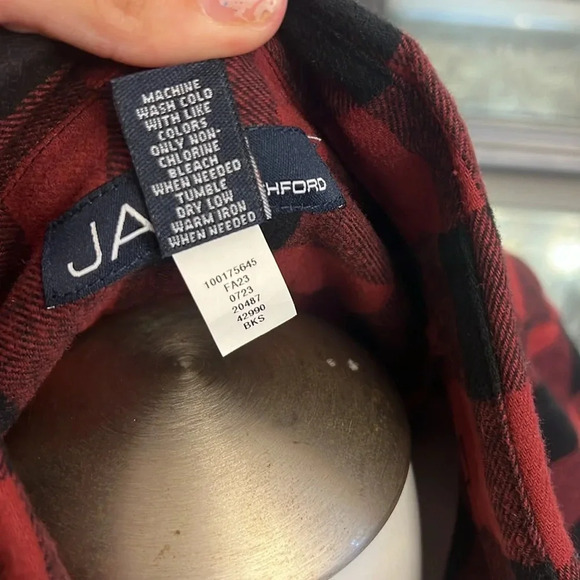 MACHINE
WASH COLD
WITH LIKE
COLORS
ONLY NON-
CHLORINE
BLEACH
WHEN NEEDED
TUMBLE
DRY LOW
WARM IRON
WHEN NEEDED
JA
HFORD
100175645
FA23
0723
20487
42990
BKS